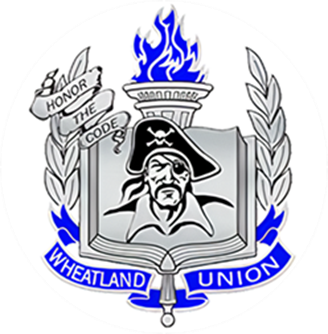 HONOR
THE
CODE
WHEATLAND UNION